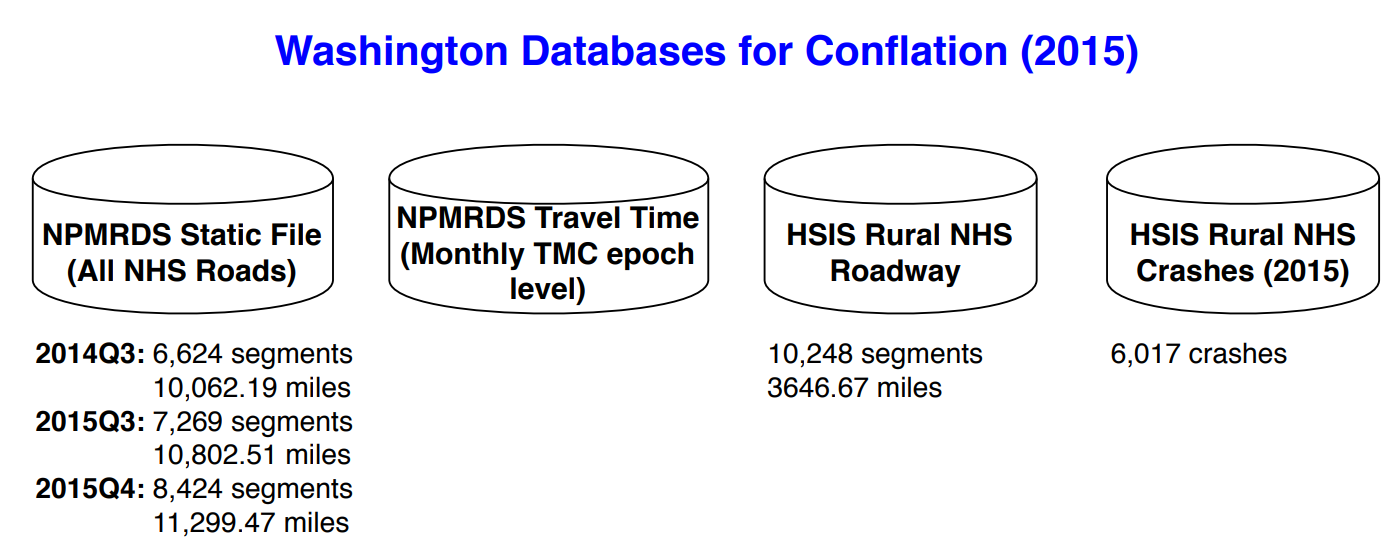 Washington Databases for Conflation (2015)
NPMRDS Static File
(All NHS Roads)
NPMRDS Travel Time
(Monthly TMC epoch
level)
HSIS Rural NHS
Roadway
HSIS Rural NHS
Crashes (2015)
2014Q3: 6,624 segments
10,062.19 miles
2015Q3: 7,269 segments
10,802.51 miles
2015Q4: 8,424 segments
11,299.47 miles
10,248 segments
3646.67 miles
6,017 crashes